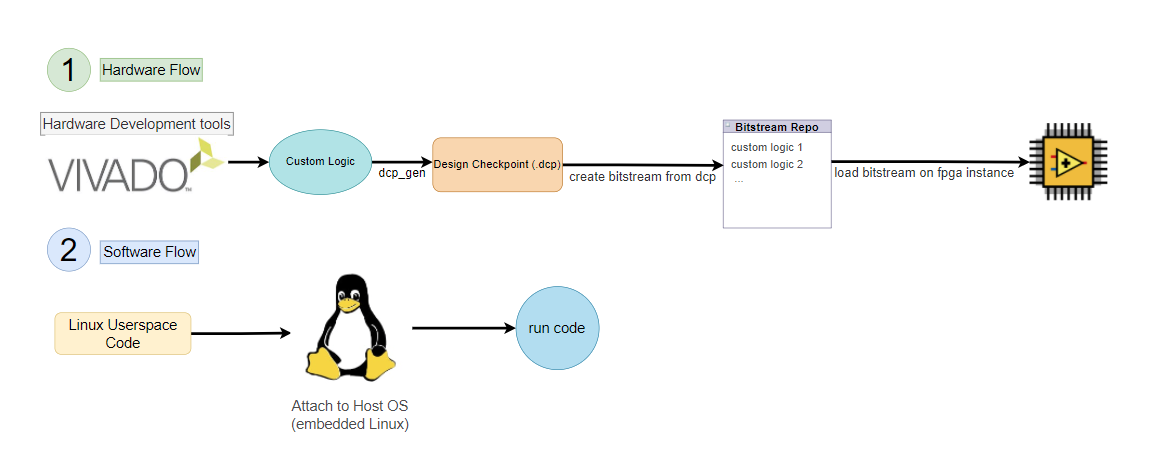 1 Hardware Flow
Hardware Development tools
VIVADO™
Custom Logic
dcp_gen
Design Checkpoint (.dcp)
create bitstream from dcp
Bitstream Repo
custom logic 1
custom logic 2
...
load bitstream on fpga instance
2 Software Flow
Linux Userspace
Code
Attach to Host OS
(embedded Linux)
run code